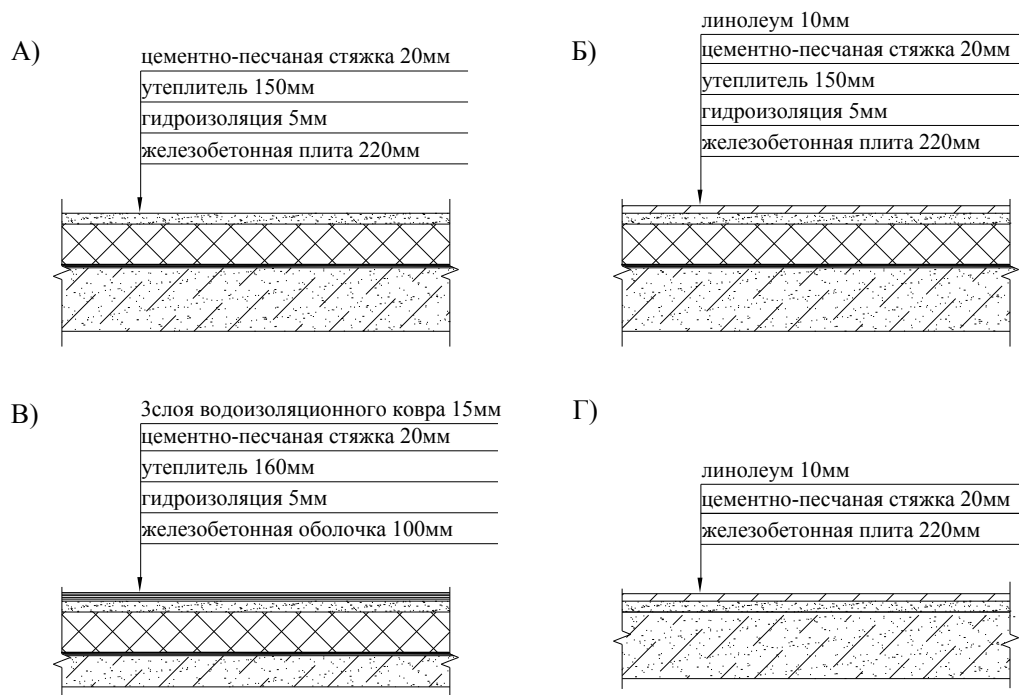 А)
цементно-песчаная стяжка 20мм
утеплитель 150мм
гидроизоляция 5мм
железобетонная плита 220мм
Б)
линолеум 10мм
цементно-песчаная стяжка 20мм
утеплитель 150мм
гидроизоляция 5мм
железобетонная плита 220мм
В)
3слоя водоизоляционного ковра 15мм
цементно-песчаная стяжка 20мм
утеплитель 160мм
гидроизоляция 5мм
железобетонная оболочка 100мм
Г)
линолеум 10мм
цементно-песчаная стяжка 20мм
железобетонная плита 220мм